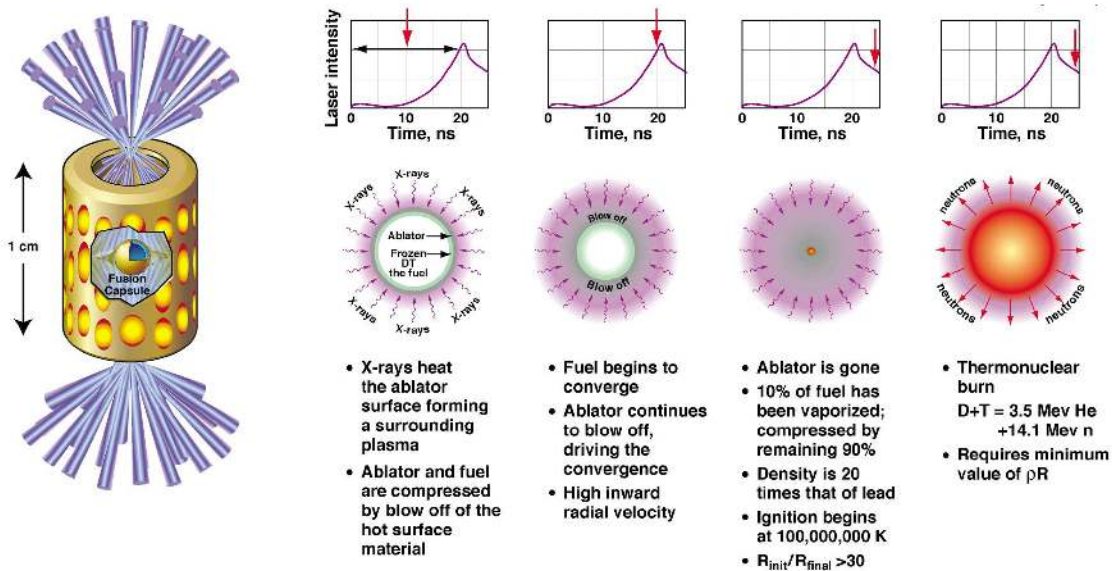 1 cm
Fusion
Capsule
Laser intensity
0 10 20
Time, ns
X-rays
X-rays
X-rays
X-rays
X-rays
X-rays
Ablator
Frozen
DT
the fuel
• X-rays heat
the ablator
surface forming
a surrounding
plasma
• Ablator and fuel
are compressed
by blow off of the
hot surface
material
0 10 20
Time, ns
Blow off
Blow off
• Fuel begins to
converge
• Ablator continues
to blow off,
driving the
convergence
• High inward
radial velocity
0 10 20
Time, ns
• Ablator is gone
• 10% of fuel has
been vaporized;
compressed by
remaining 90%
• Density is 20
times that of lead
• Ignition begins
at 100,000,000 K
• Rinit/Rfinal >30
0 10 20
Time, ns
neutrons
neutrons
neutrons
neutrons
• Thermonuclear
burn
D+T = 3.5 Mev He
+14.1 Mev n
• Requires minimum
value of ρR